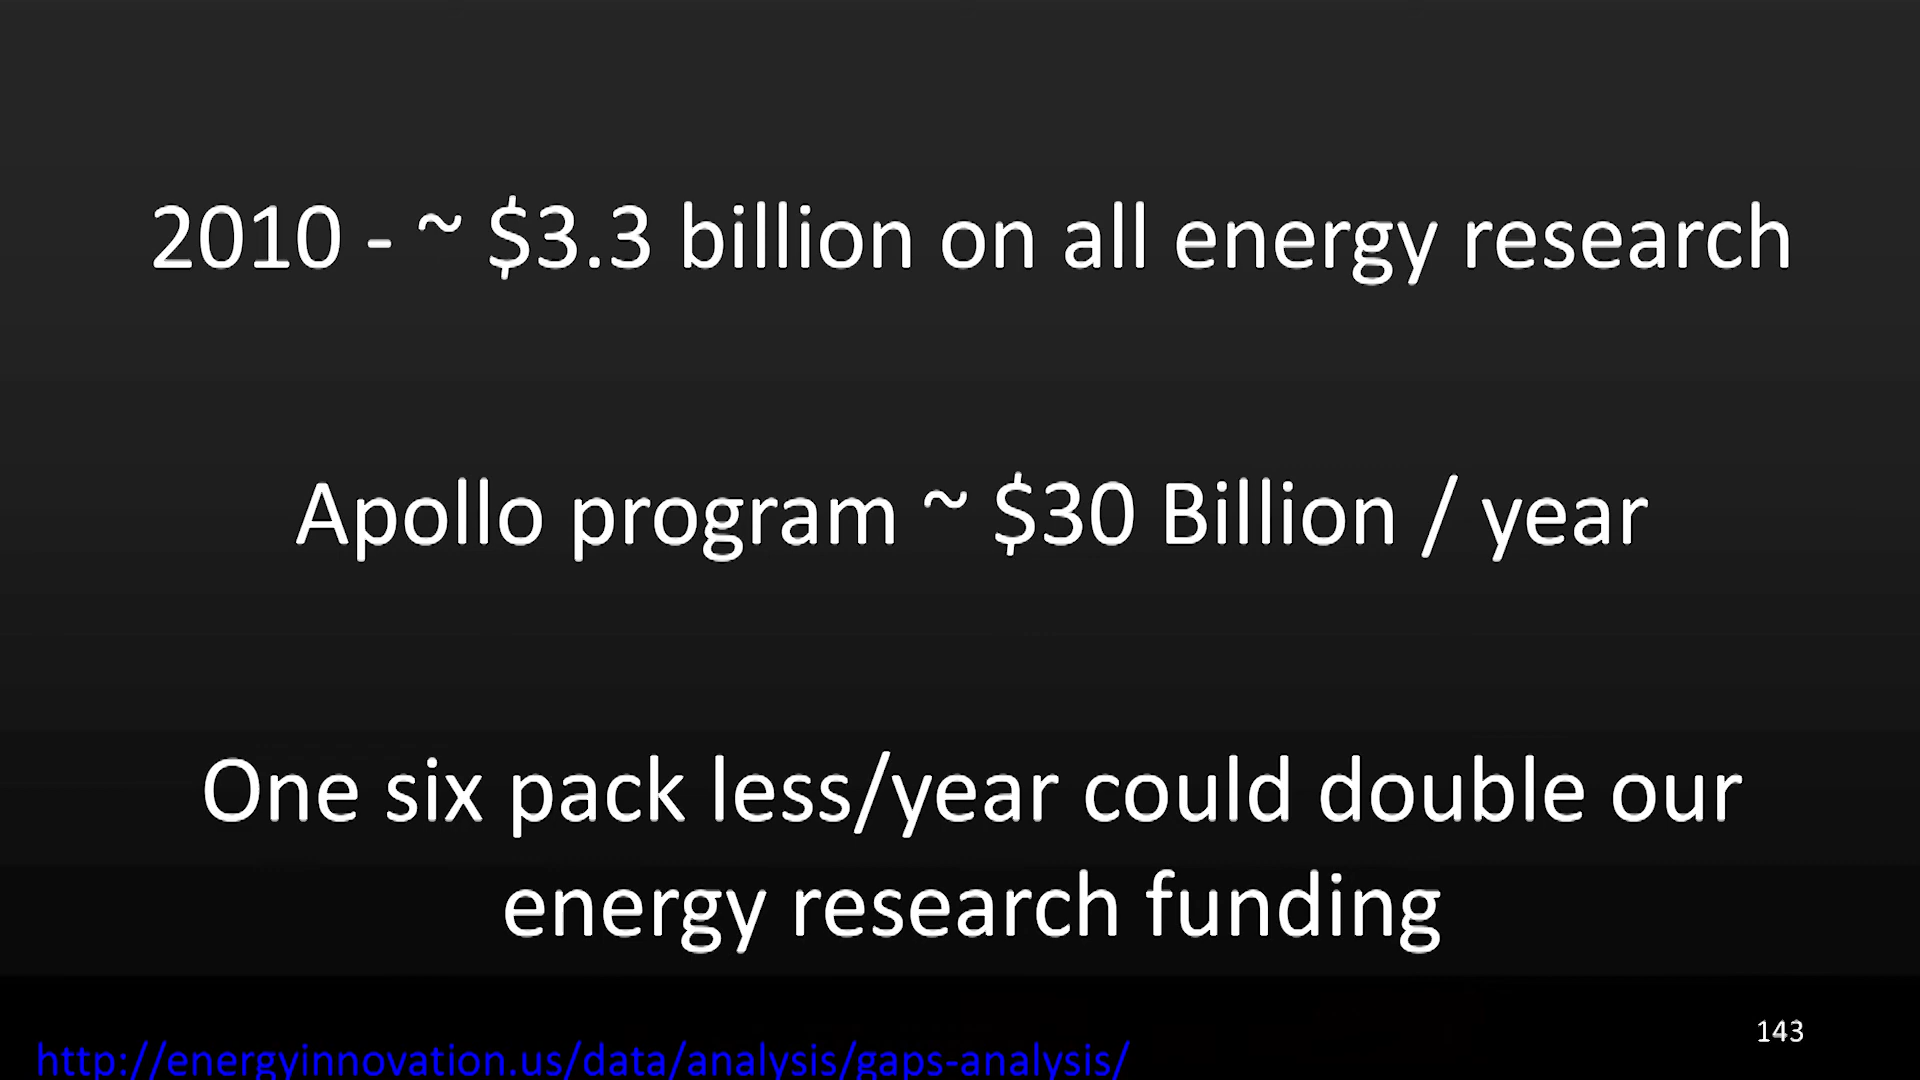 2010 - ~ $3.3 billion on all energy research
Apollo program ~ $30 Billion / year
One six pack less/year could double our
energy research funding
143
http://energyinnovation.us/data/analysis/gaps-analysis/